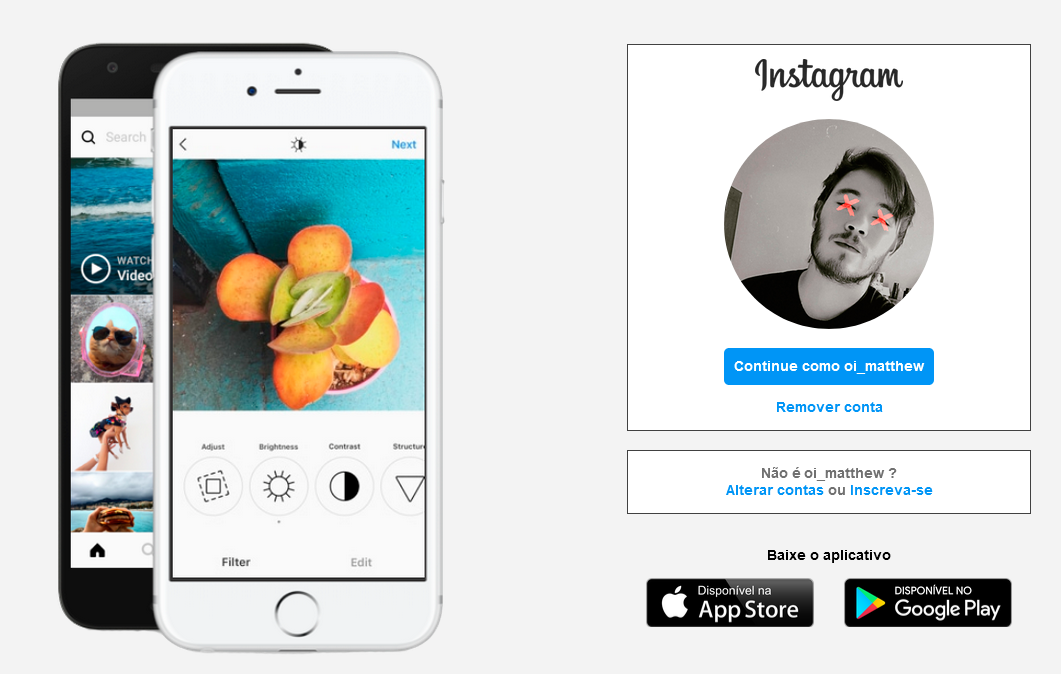 Search
WATCH
Video
Next
Adjust
Brightness
Contrast
Structure
Filter
Edit
Instagram
Continue como oi_matthew
Remover conta
Não é oi_matthew ?
Alterar contas ou Inscreva-se
Baixe o aplicativo
Disponível na
App Store
DISPONÍVEL NO
Google Play